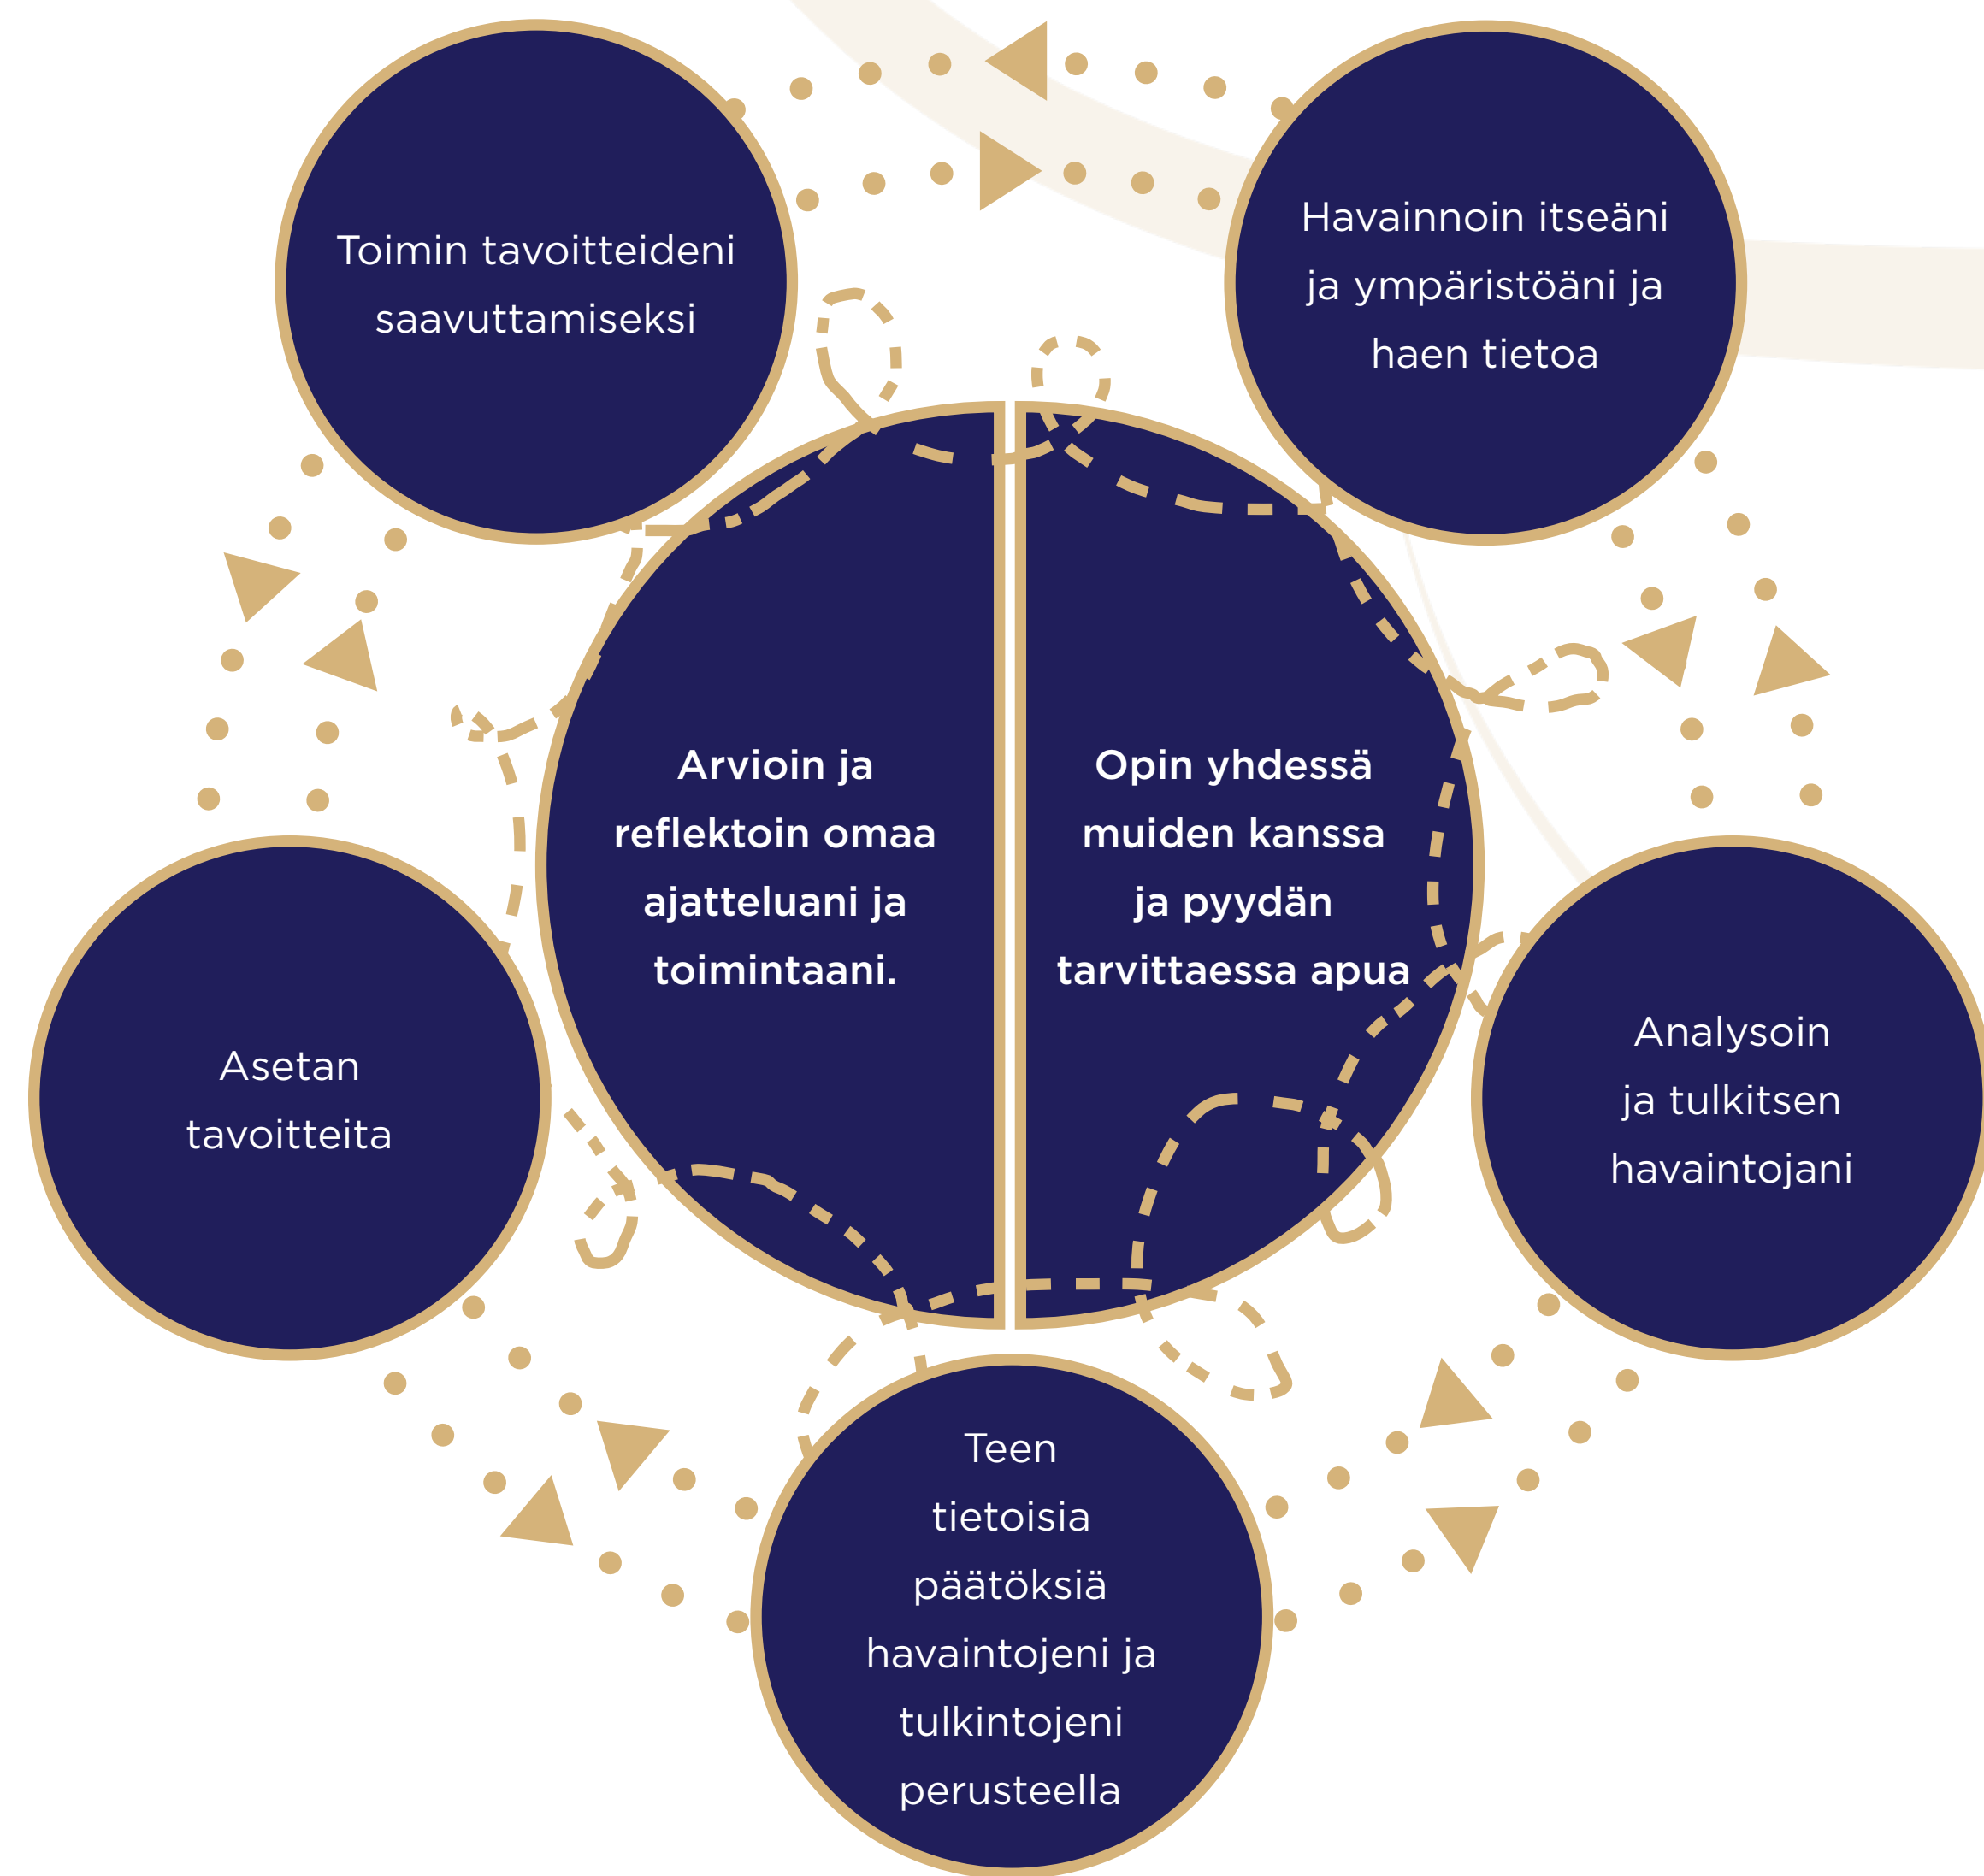 Toimin tavoitteideni
saavuttamiseksi
Havainnoin itseäni
ja ympäristöäni ja
haen tietoa
Arvioin ja
reflektoin omaa
ajatteluani ja
toimintaani.
Opin yhdessä
muiden kanssa
ja pyydän
tarvittaessa apua
Asetan
tavoitteita
Analysoin
ja tulkitsen
havaintojani
Teen
tietoisia
päätöksiä
havaintojeni ja
tulkintojeni
perusteella